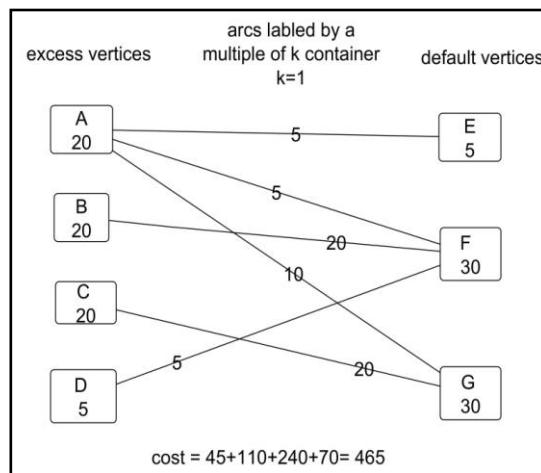 arcs labled by a
excess vertices
multiple of k container
default vertices
k=1
A
20
5
E
5
B
20
5
20
F
30
10
C
20
5
20
D
5
G
30
cost = 45+110+240+70= 465